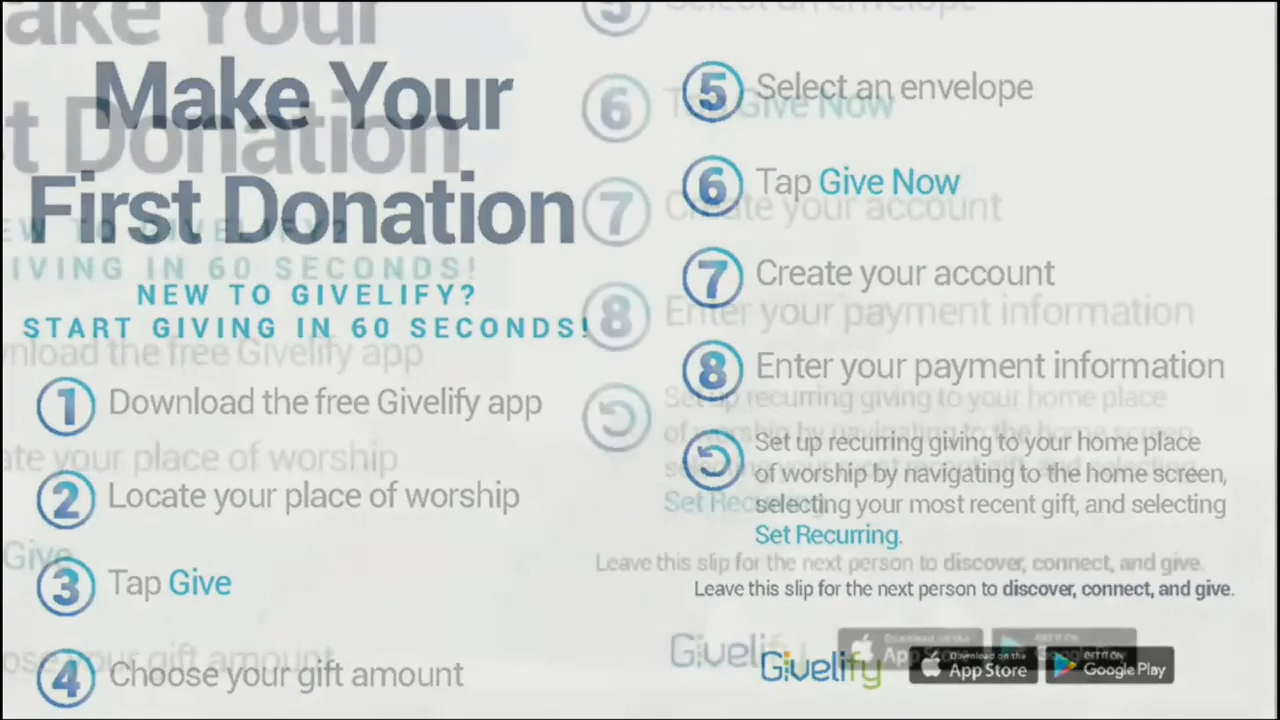 Make Your
First Donation
NEW TO GIVELIFY?
START GIVING IN 60 SECONDS!
1 Download the free Givelify app
2 Locate your place of worship
3 Tap Give
4 Choose your gift amount
5 Select an envelope
6 Tap Give Now
7 Create your account
8 Enter your payment information
Set up recurring giving to your home place
of worship by navigating to the home screen,
selecting your most recent gift, and selecting
Set Recurring.
Leave this slip for the next person to discover, connect, and give.
Givelify
Download on the
App Store
GET IT ON
Google Play